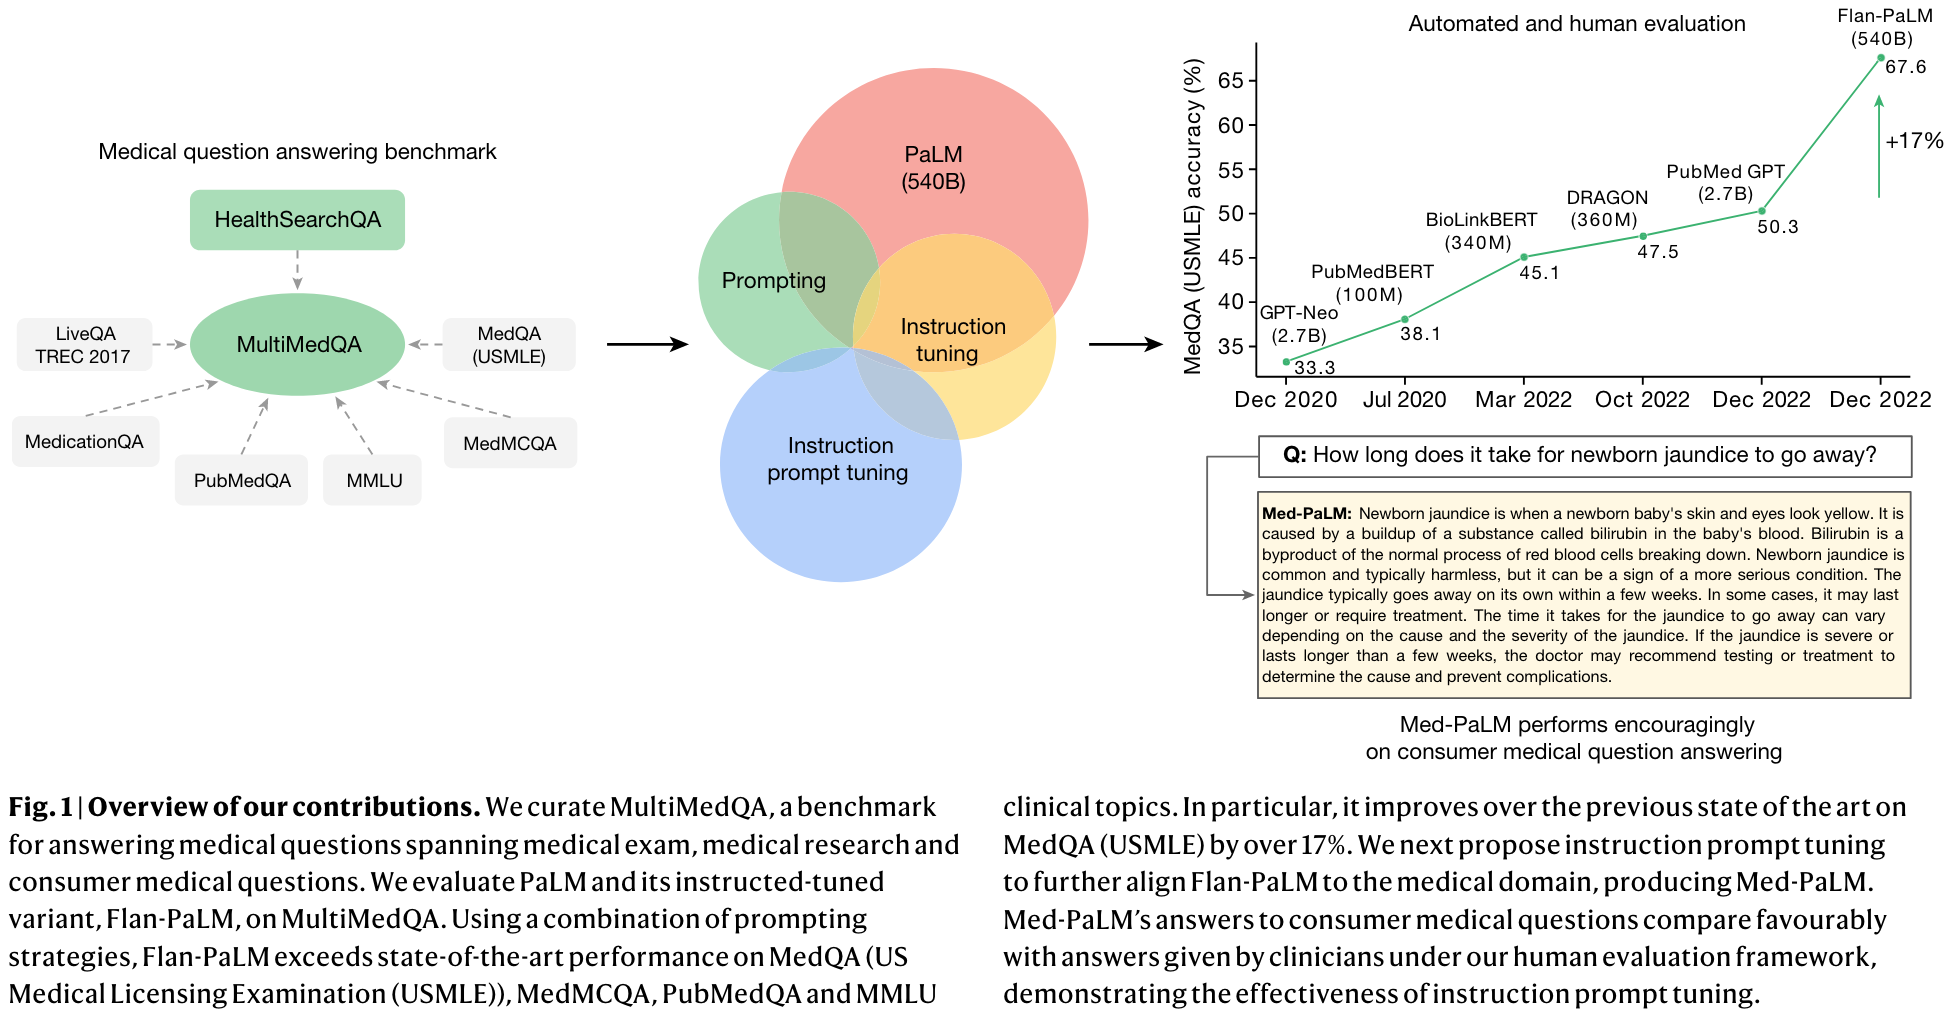 Medical question answering benchmark
HealthSearchQA
LiveQA
TREC 2017
MultiMedQA
MedQA
(USMLE)
MedicationQA
PubMedQA
MMLU
MedMCQA
PaLM
(540B)
Prompting
Instruction
tuning
Instruction
prompt tuning
Automated and human evaluation
MedQA (USMLE) accuracy (%)
65
60
55
50
45
40
35
Dec 2020
Jul 2020
Mar 2022
Oct 2022
Dec 2022
Dec 2022
GPT-Neo
(2.7B)
33.3
PubMedBERT
(100M)
38.1
BioLinkBERT
(340M)
45.1
DRAGON
(360M)
47.5
PubMed GPT
(2.7B)
50.3
Flan-PaLM
(540B)
67.6
+17%
Q: How long does it take for newborn jaundice to go away?
Med-PaLM: Newborn jaundice is when a newborn baby's skin and eyes look yellow. It is
caused by a buildup of a substance called bilirubin in the baby's blood. Bilirubin is a
byproduct of the normal process of red blood cells breaking down. Newborn jaundice is
common and typically harmless, but it can be a sign of a more serious condition. The
jaundice typically goes away on its own within a few weeks. In some cases, it may last
longer or require treatment. The time it takes for the jaundice to go away can vary
depending on the cause and the severity of the jaundice. If the jaundice is severe or
lasts longer than a few weeks, the doctor may recommend testing or treatment to
determine the cause and prevent complications.
Med-PaLM performs encouragingly
on consumer medical question answering
Fig. 1 | Overview of our contributions. We curate MultiMedQA, a benchmark
for answering medical questions spanning medical exam, medical research and
consumer medical questions. We evaluate PaLM and its instructed-tuned
variant, Flan-PaLM, on MultiMedQA. Using a combination of prompting
strategies, Flan-PaLM exceeds state-of-the-art performance on MedQA (US
Medical Licensing Examination (USMLE)), MedMCQA, PubMedQA and MMLU
clinical topics. In particular, it improves over the previous state of the art on
MedQA (USMLE) by over 17%. We next propose instruction prompt tuning
to further align Flan-PaLM to the medical domain, producing Med-PaLM.
Med-PaLM’s answers to consumer medical questions compare favourably
with answers given by clinicians under our human evaluation framework,
demonstrating the effectiveness of instruction prompt tuning.